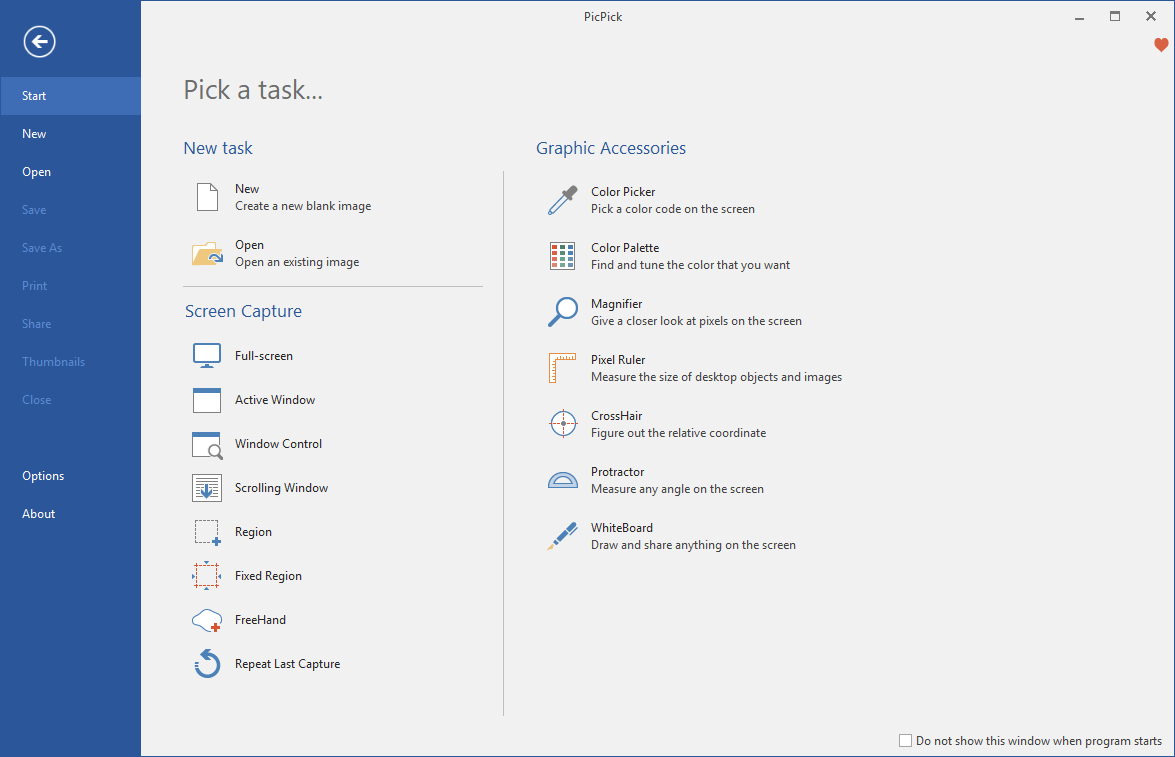 PicPick
Start
New
Open
Save
Save As
Print
Share
Thumbnails
Close
Options
About
Pick a task...
New task
New
Create a new blank image
Open
Open an existing image
Screen Capture
Full-screen
Active Window
Window Control
Scrolling Window
Region
Fixed Region
FreeHand
Repeat Last Capture
Graphic Accessories
Color Picker
Pick a color code on the screen
Color Palette
Find and tune the color that you want
Magnifier
Give a closer look at pixels on the screen
Pixel Ruler
Measure the size of desktop objects and images
CrossHair
Figure out the relative coordinate
Protractor
Measure any angle on the screen
WhiteBoard
Draw and share anything on the screen
Do not show this window when program starts